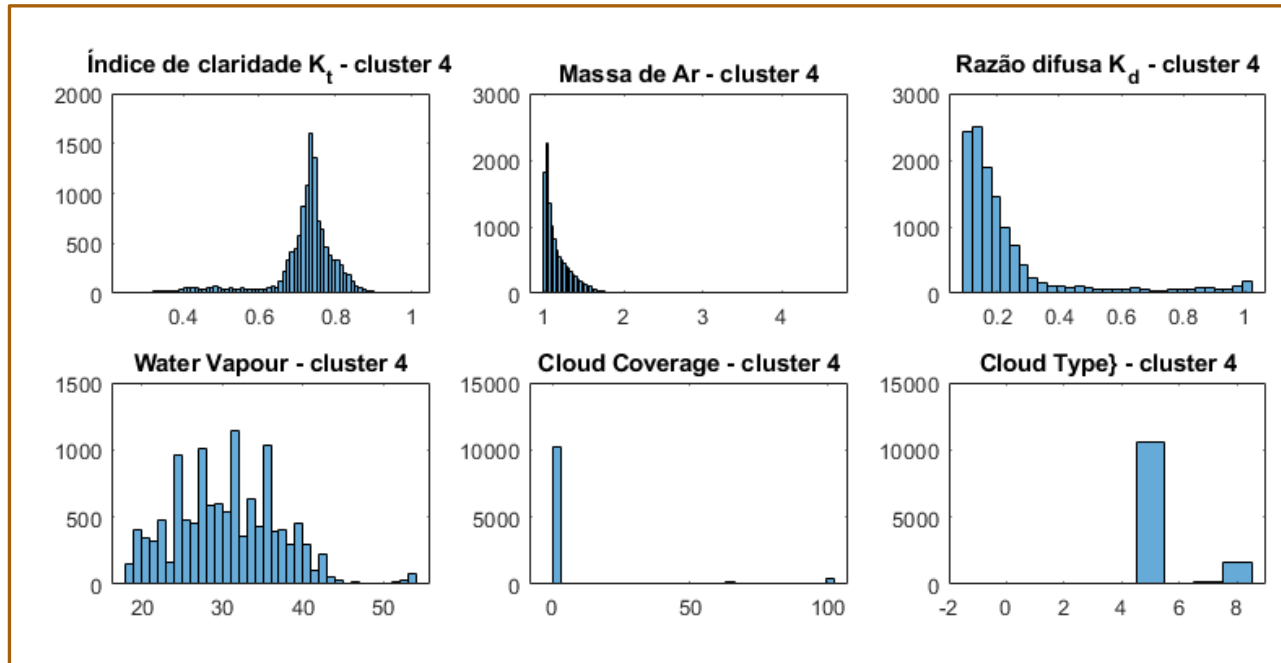 Índice de claridade K_t - cluster 4
2000
1500
1000
500
0
0.4 0.6 0.8 1
Massa de Ar - cluster 4
3000
2000
1000
0
1 2 3 4
Razão difusa K_d - cluster 4
3000
2000
1000
0
0.2 0.4 0.6 0.8 1
Water Vapour - cluster 4
1500
1000
500
0
20 30 40 50
Cloud Coverage - cluster 4
15000
10000
5000
0
0 50 100
Cloud Type} - cluster 4
15000
10000
5000
0
-2 0 2 4 6 8